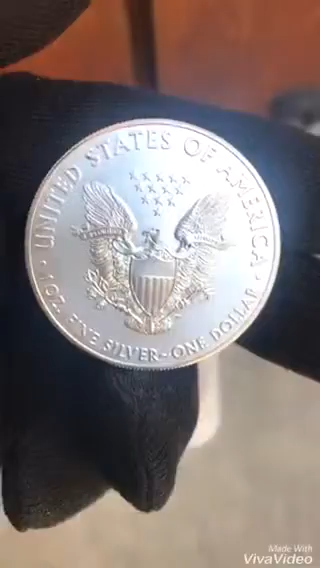 UNITED STATES OF AMERICA
1 OZ. FINE SILVER-ONE DOLLAR
Made With
VivaVideo